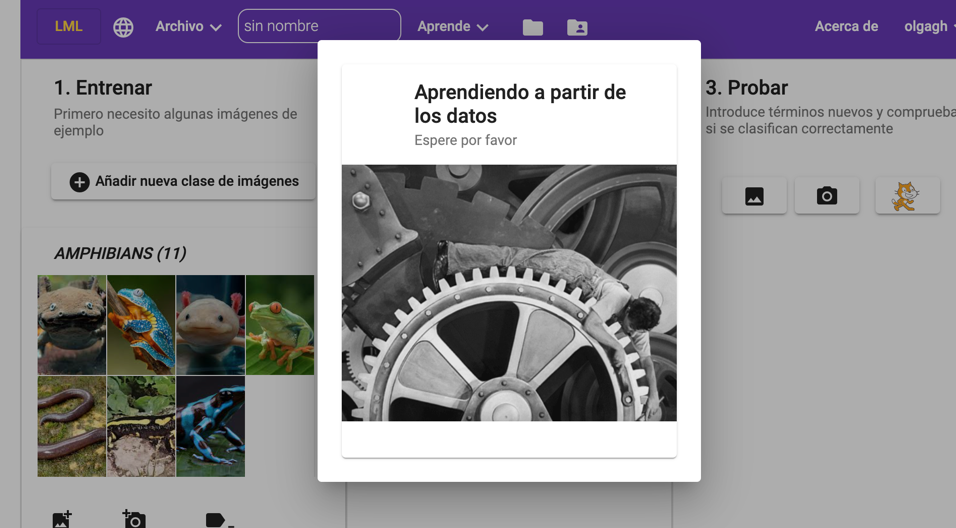 LML
Archivo
sin nombre
Aprende
Acerca de
olgagh
1. Entrenar
Primero necesito algunas imágenes de
ejemplo
Añadir nueva clase de imágenes
AMPHIBIANS (11)
Aprendiendo a partir de
los datos
Espere por favor
3. Probar
Introduce términos nuevos y comprueba
si se clasifican correctamente